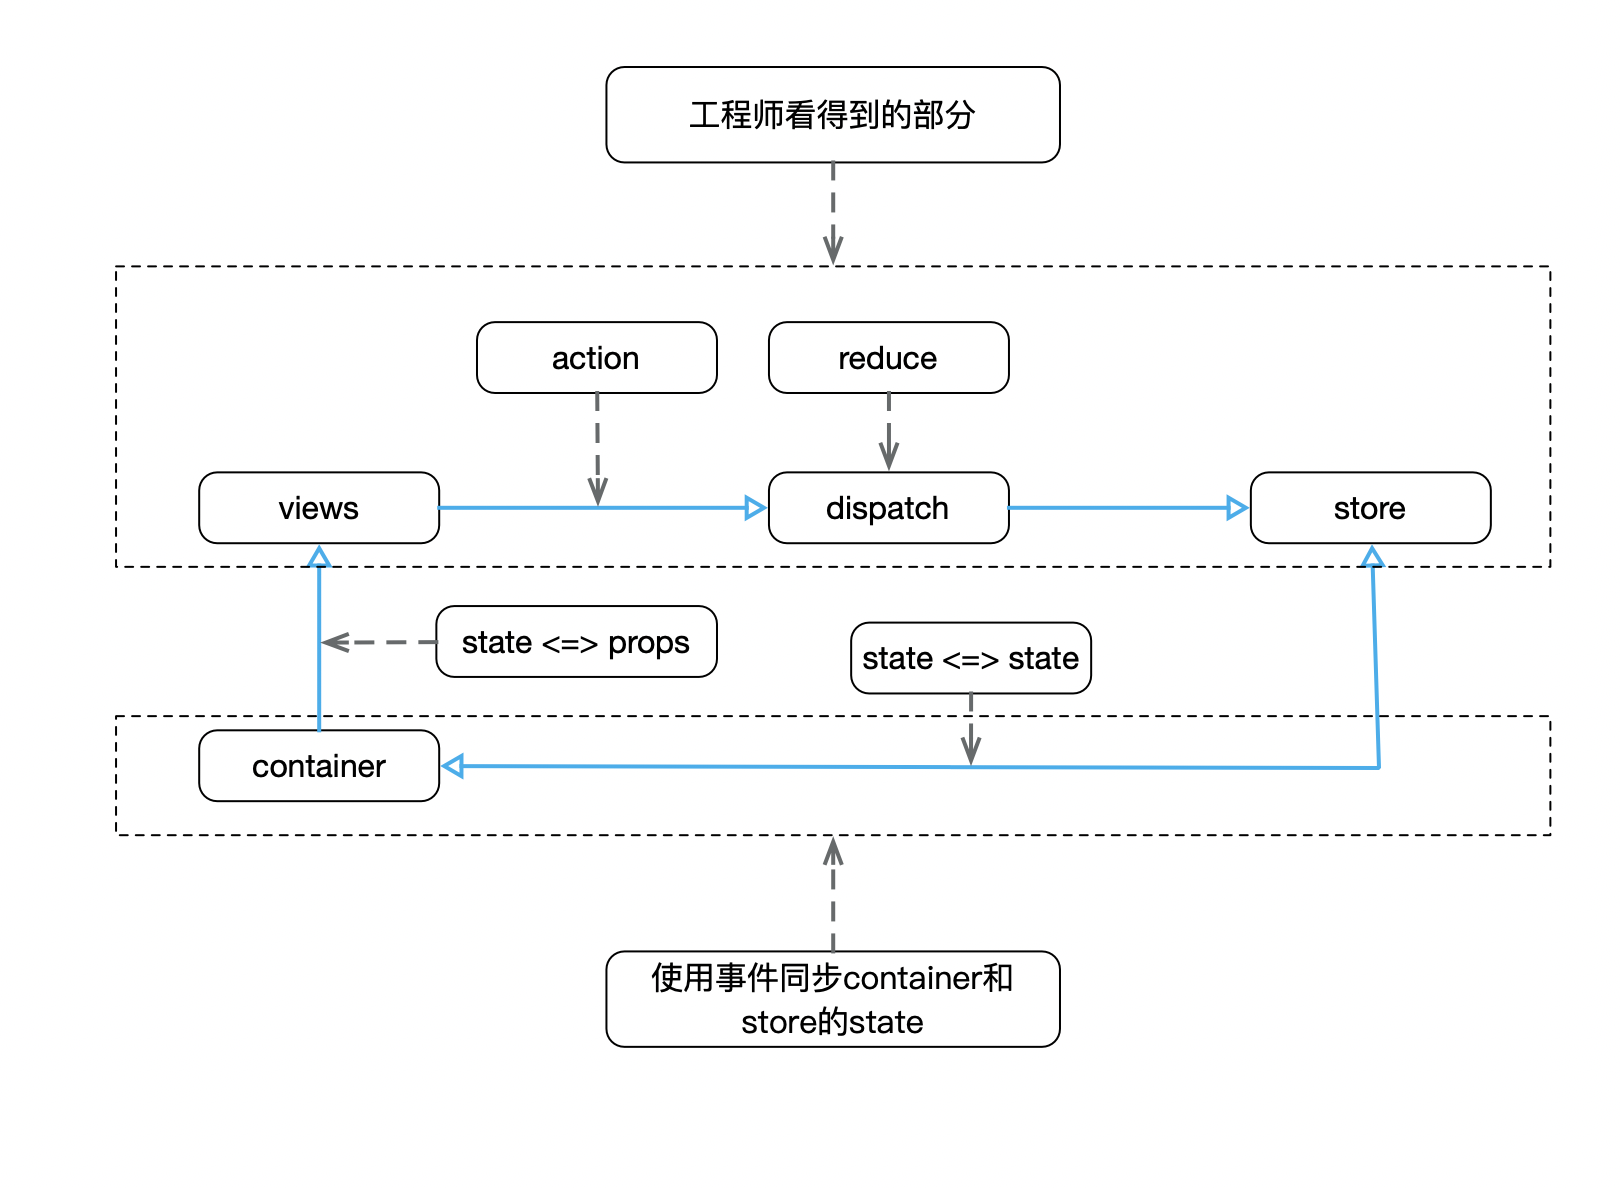 工程师看得到的部分
action
reduce
views
dispatch
store
state <=> props
state <=> state
container
使用事件同步container和
store的state